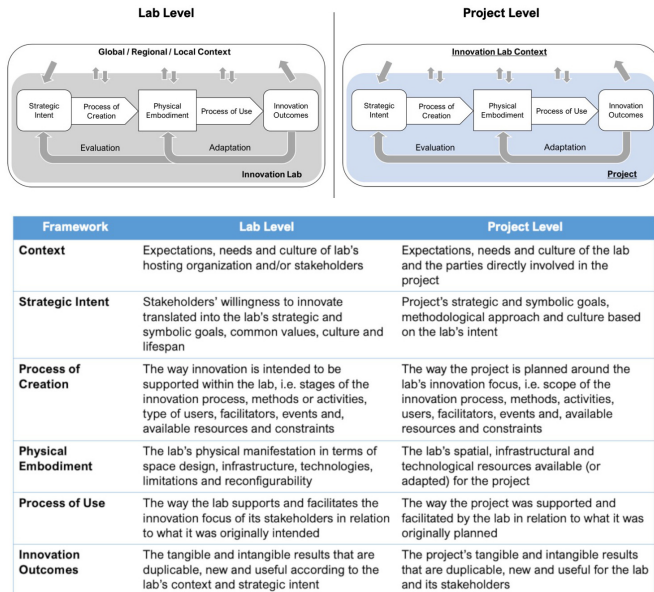 Lab Level
Project Level
Global / Regional / Local Context
Strategic
Intent
Process of
Creation
Physical
Embodiment
Process of Use
Innovation
Outcomes
Evaluation
Adaptation
Innovation Lab
Innovation Lab Context
Strategic
Intent
Process of
Creation
Physical
Embodiment
Process of Use
Innovation
Outcomes
Evaluation
Adaptation
Project
Framework
Lab Level
Project Level
Context
Expectations, needs and culture of lab's
hosting organization and/or stakeholders
Expectations, needs and culture of the lab
and the parties directly involved in the
project
Strategic Intent
Stakeholders' willingness to innovate
translated into the lab's strategic and
symbolic goals, common values, culture and
lifespan
Project's strategic and symbolic goals,
methodological approach and culture based
on the lab's intent
Process of
Creation
The way innovation is intended to be
supported within the lab, i.e. stages of the
innovation process, methods or activities,
type of users, facilitators, events and,
available resources and constraints
The way the project is planned around the
lab's innovation focus, i.e. scope of the
innovation process, methods, activities,
users, facilitators, events and, available
resources and constraints
Physical
Embodiment
The lab's physical manifestation in terms of
space design, infrastructure, technologies,
limitations and reconfigurability
The lab's spatial, infrastructural and
technological resources available (or
adapted) for the project
Process of Use
The way the lab supports and facilitates the
innovation focus of its stakeholders in relation
to what it was originally intended
The way the project was supported and
facilitated by the lab in relation to what it was
originally planned
Innovation
Outcomes
The tangible and intangible results that are
duplicable, new and useful according to the
lab's context and strategic intent
The project's tangible and intangible results
that are duplicable, new and useful for the lab
and its stakeholders